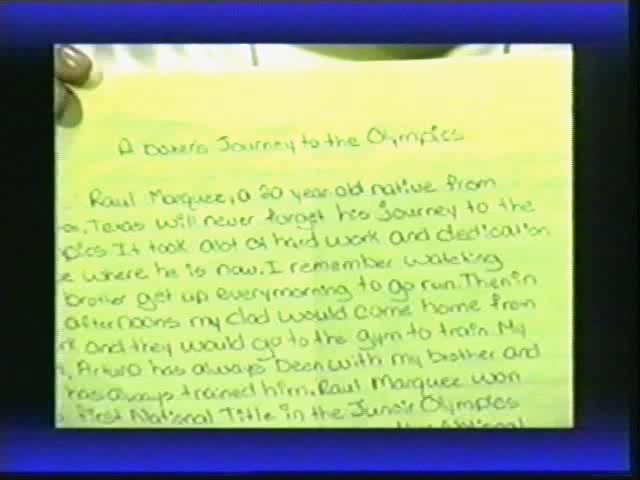 A boxer's Journey to the Olympics
Raul Marquez, a 20 year old native from
Texas will never forget his journey to the
pics. It took alot of hard work and dedication
e where he is now. I remember watching
brother get up everymorning to go run. Then in
afternoons my dad would come home from
rk and they would go to the gym to train. My
, Arturo has always been with my brother and
has always trained him. Raul Marquez won
first National Title in the Junoir Olympics
National